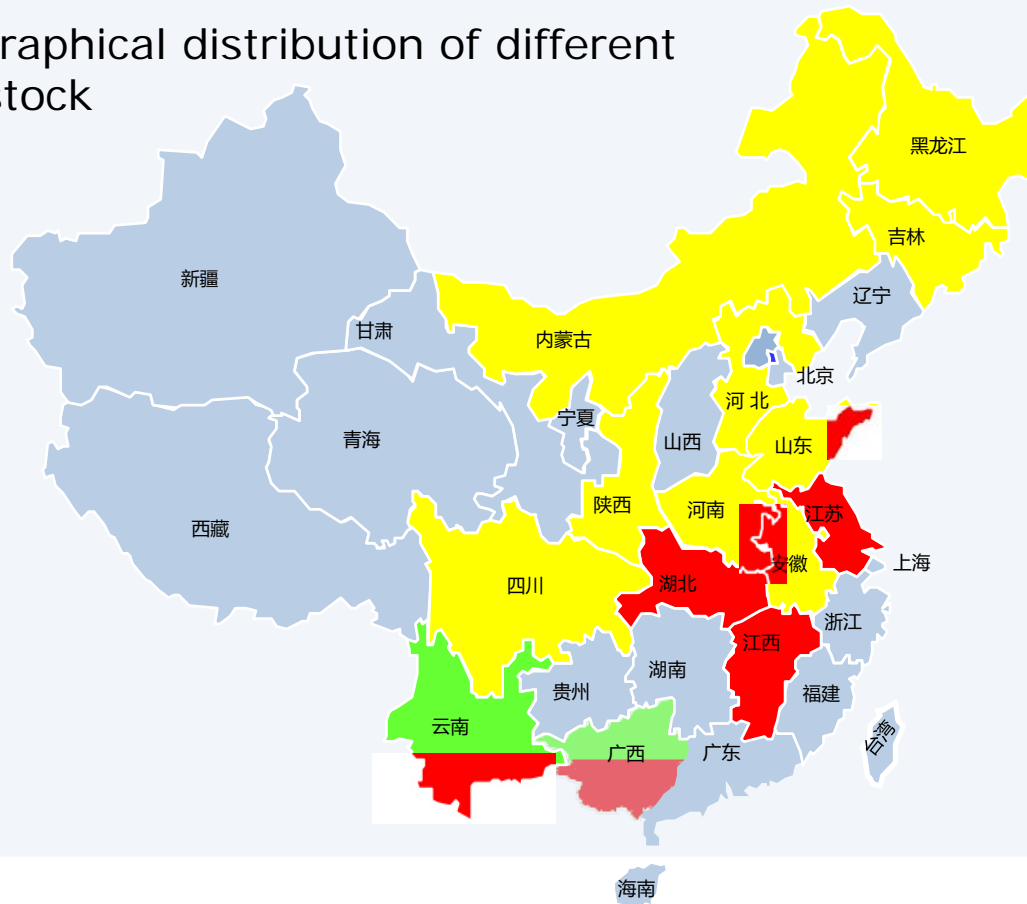 raphical distribution of different
stock
黑龙江
吉林
新疆
辽宁
甘肃
内蒙古
北京
河 北
宁夏
青海
山西
山东
陕西
河南
江苏
西藏
安徽
上海
四川
湖北
浙江
江西
湖南
贵州
福建
云南
广西
广东
台湾
海南